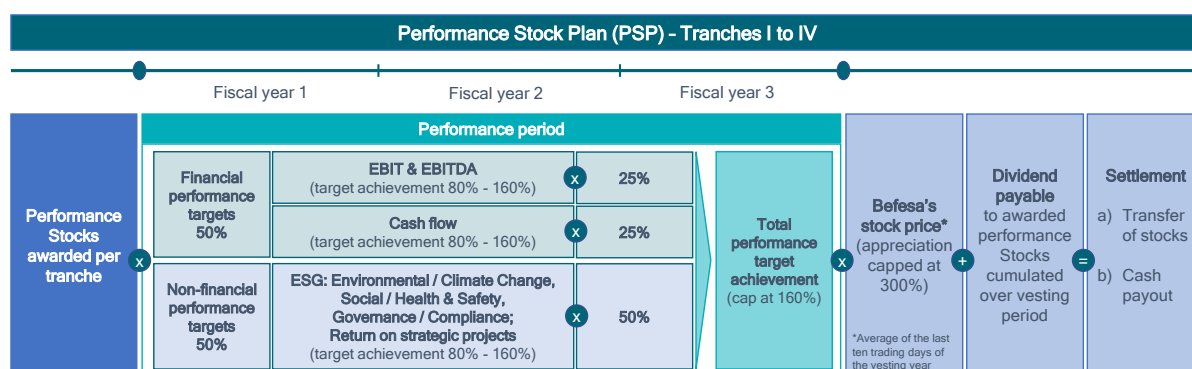 Performance Stock Plan (PSP) - Tranches I to IV
Fiscal year 1
Fiscal year 2
Fiscal year 3
Performance
Stocks
awarded per
tranche
x
Performance period
Financial
performance
targets
50%
EBIT & EBITDA
(target achievement 80% - 160%)
x
25%
Cash flow
(target achievement 80% - 160%)
x
25%
Non-financial
performance
targets
50%
ESG: Environmental / Climate Change,
Social / Health & Safety,
Governance / Compliance;
Return on strategic projects
(target achievement 80% - 160%)
x
50%
Total
performance
target
achievement
(cap at 160%)
x
Befesa's
stock price*
(appreciation
capped at
300%)
*Average of the last
ten trading days of
the vesting year
+
Dividend
payable
to awarded
performance
Stocks
cumulated
over vesting
period
=
Settlement
a) Transfer
of stocks
b) Cash
payout